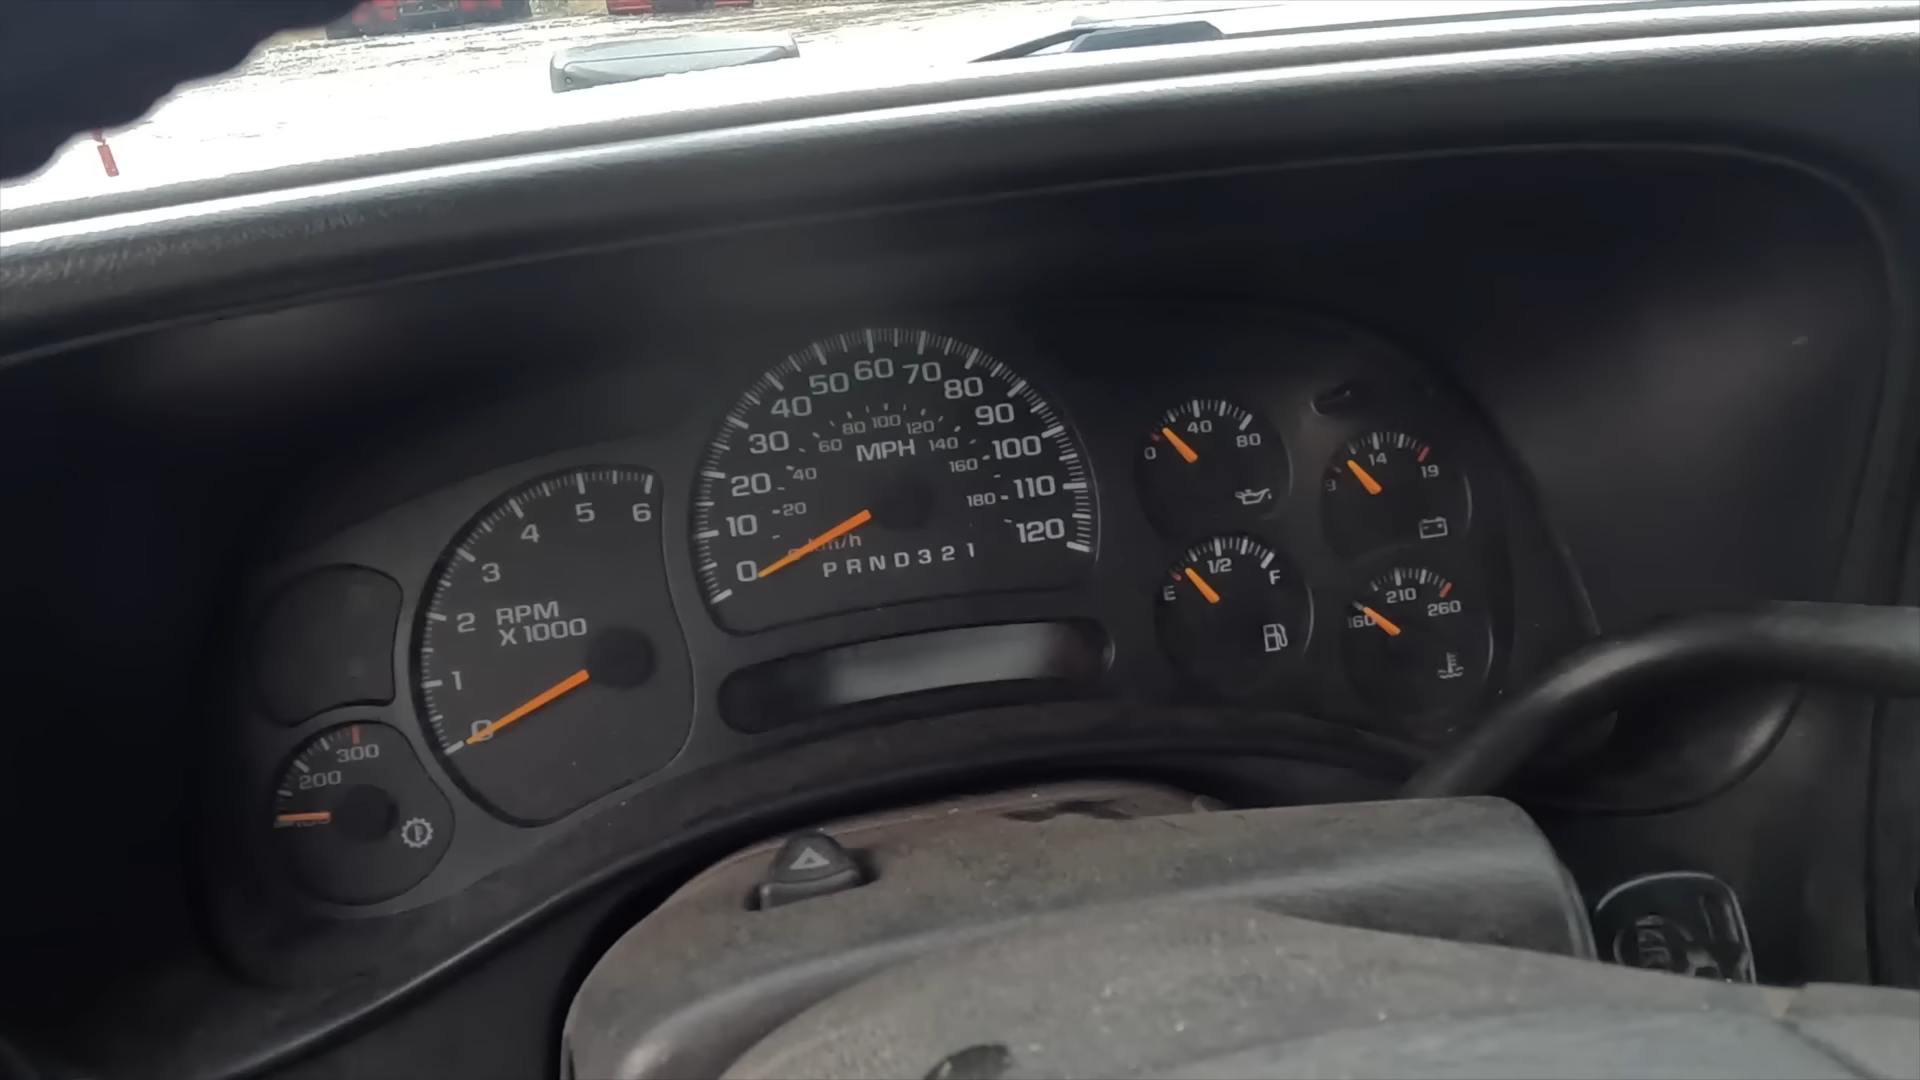 0 10 20 30 40 50 60 70 80 90 100 110 120
20 40 60 80 100 120 140 160 180
MPH
km/h
PRND321
0 1 2 3 4 5 6
RPM
X 1000
200 300
0 40 80
14 19
E 1/2 F
160 210 260